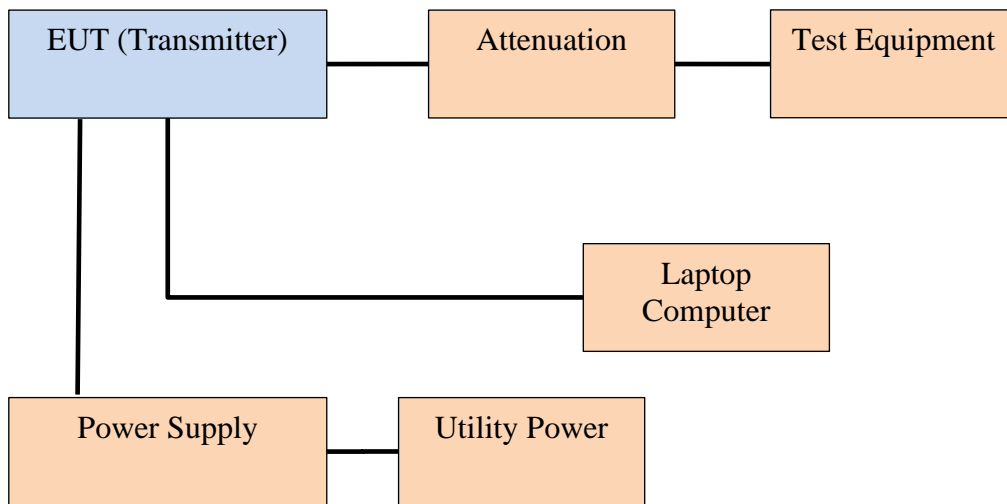 EUT (Transmitter)
Attenuation
Test Equipment
Laptop
Computer
Power Supply
Utility Power